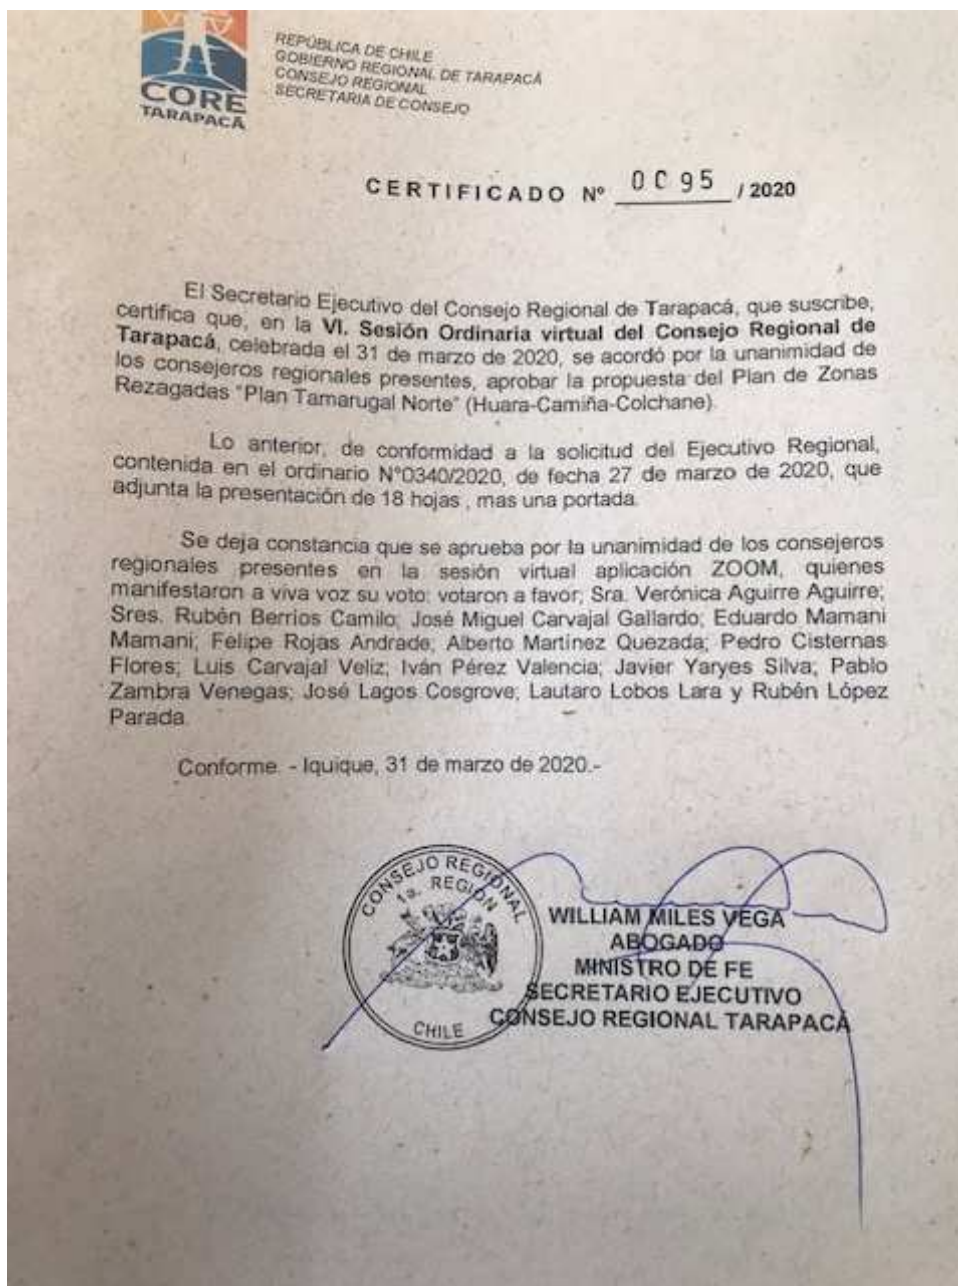 CORE
TARAPACÁ
REPÚBLICA DE CHILE
GOBIERNO REGIONAL DE TARAPACÁ
CONSEJO REGIONAL
SECRETARIA DE CONSEJO
CERTIFICADO Nº 0095 / 2020
El Secretario Ejecutivo del Consejo Regional de Tarapacá, que suscribe,
certifica que, en la VI. Sesión Ordinaria virtual del Consejo Regional de
Tarapacá, celebrada el 31 de marzo de 2020, se acordó por la unanimidad de
los consejeros regionales presentes, aprobar la propuesta del Plan de Zonas
Rezagadas "Plan Tamarugal Norte" (Huara-Camiña-Colchane).
Lo anterior, de conformidad a la solicitud del Ejecutivo Regional,
contenida en el ordinario N°0340/2020, de fecha 27 de marzo de 2020, que
adjunta la presentación de 18 hojas , mas una portada.
Se deja constancia que se aprueba por la unanimidad de los consejeros
regionales presentes en la sesión virtual aplicación ZOOM, quienes
manifestaron a viva voz su voto: votaron a favor; Sra. Verónica Aguirre Aguirre;
Sres. Rubén Berrios Camilo; José Miguel Carvajal Gallardo; Eduardo Mamani
Mamani; Felipe Rojas Andrade; Alberto Martínez Quezada; Pedro Cisternas
Flores; Luis Carvajal Veliz; Iván Pérez Valencia; Javier Yaryes Silva; Pablo
Zambra Venegas; José Lagos Cosgrove; Lautaro Lobos Lara y Rubén López
Parada.
Conforme. - Iquique, 31 de marzo de 2020.-
CONSEJO REGIONAL
1a. REGION
CHILE
WILLIAM MILES VEGA
ABOGADO
MINISTRO DE FE
SECRETARIO EJECUTIVO
CONSEJO REGIONAL TARAPACÁ